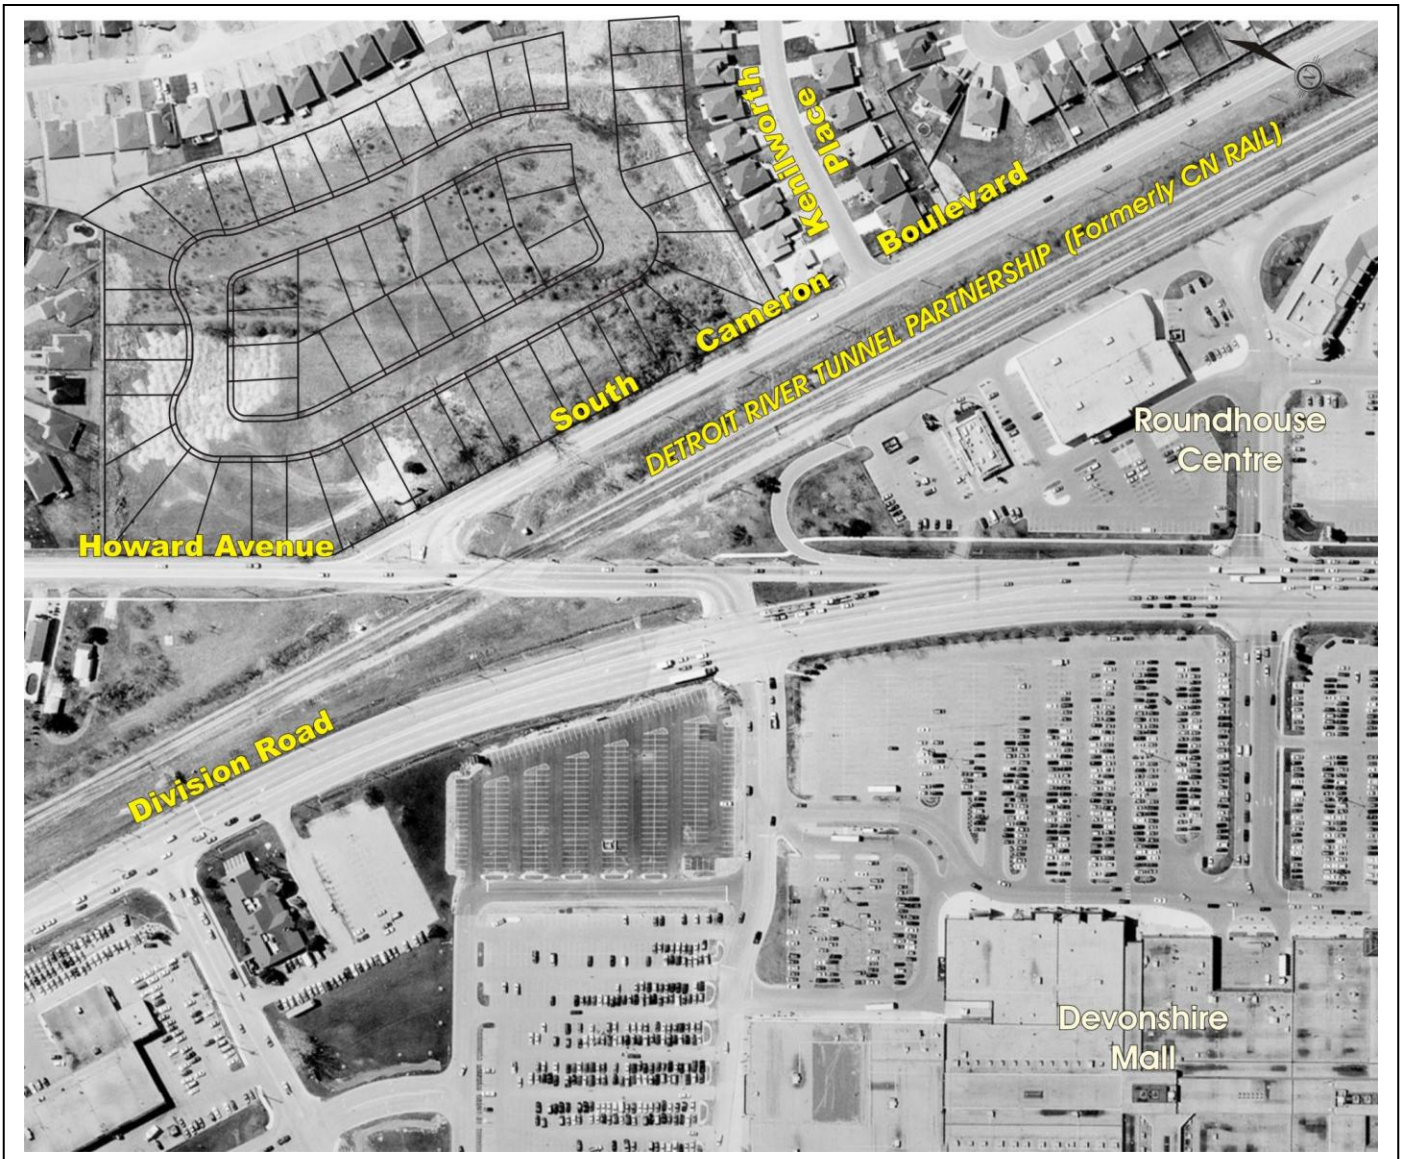 Kenilworth
Place
South Cameron Boulevard
DETROIT RIVER TUNNEL PARTNERSHIP (Formerly CN RAIL)
Roundhouse
Centre
Howard Avenue
Division Road
Devonshire
Mall